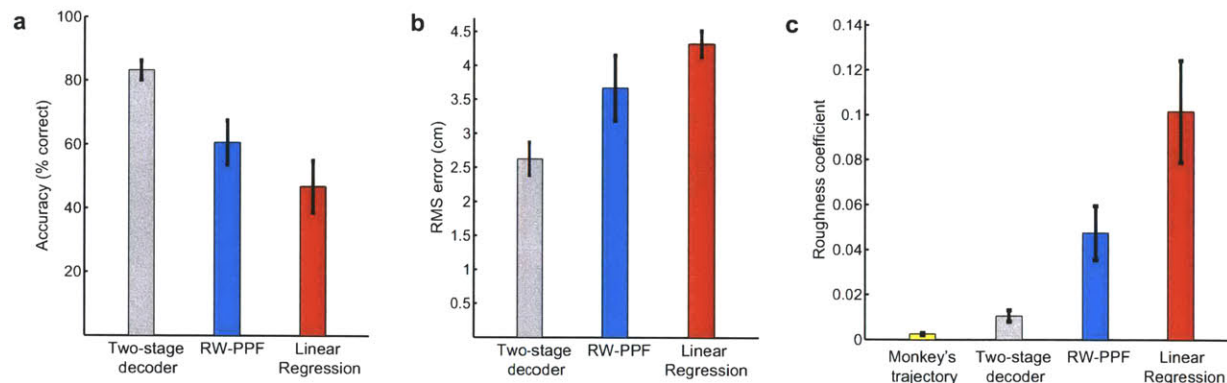 a
Accuracy (% correct)
100
80
60
40
20
Two-stage
decoder
RW-PPF
Linear
Regression
b
RMS error (cm)
4.5
4
3.5
3
2.5
2
1.5
1
0.5
Two-stage
decoder
RW-PPF
Linear
Regression
c
Roughness coefficient
0.14
0.12
0.1
0.08
0.06
0.04
0.02
0
Monkey's
trajectory
Two-stage
decoder
RW-PPF
Linear
Regression